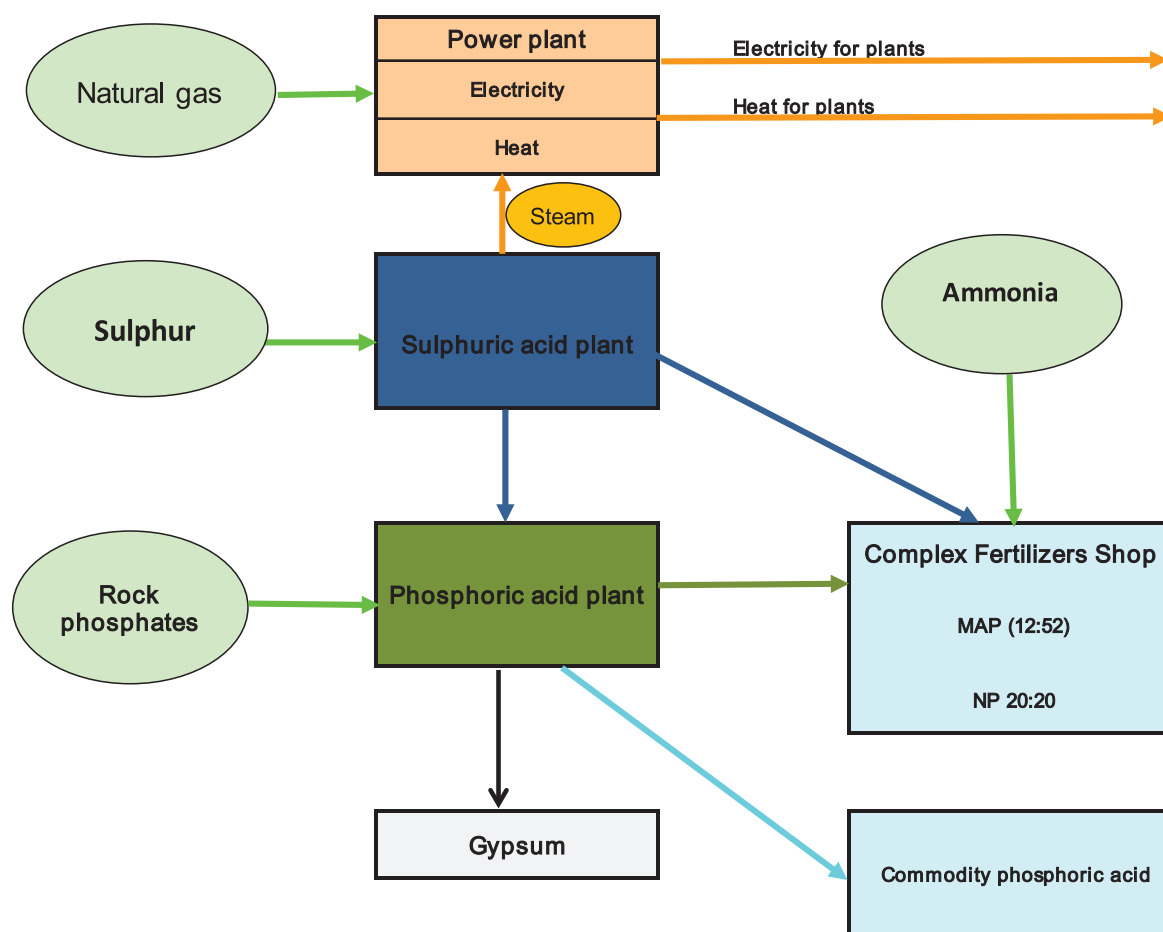 Power plant
Electricity for plants
Natural gas
Electricity
Heat for plants
Heat
Steam
Ammonia
Sulphur
Sulphuric acid plant
Complex Fertilizers Shop
Rock
phosphates
Phosphoric acid plant
MAP (12:52)
NP 20:20
Gypsum
Commodity phosphoric acid